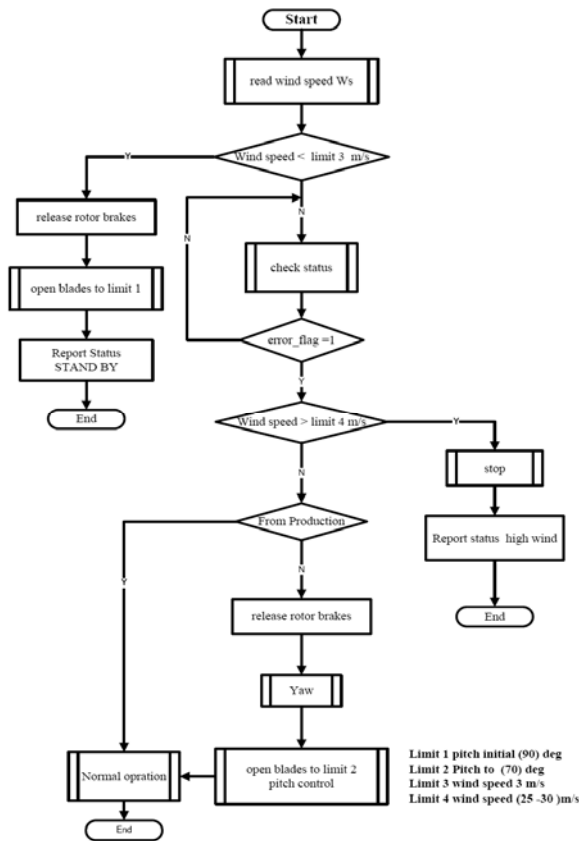 Start
read wind speed Ws
Wind speed < limit 3 m/s
Y
N
release rotor brakes
N
check status
open blades to limit 1
error_flag =1
Report Status
STAND BY
Y
End
Wind speed > limit 4 m/s
Y
N
stop
From Production
Report status high wind
Y
N
release rotor brakes
End
Yaw
Normal opration
open blades to limit 2
pitch control
Limit 1 pitch initial (90) deg
Limit 2 Pitch to (70) deg
Limit 3 wind speed 3 m/s
Limit 4 wind speed (25 -30 )m/s
End